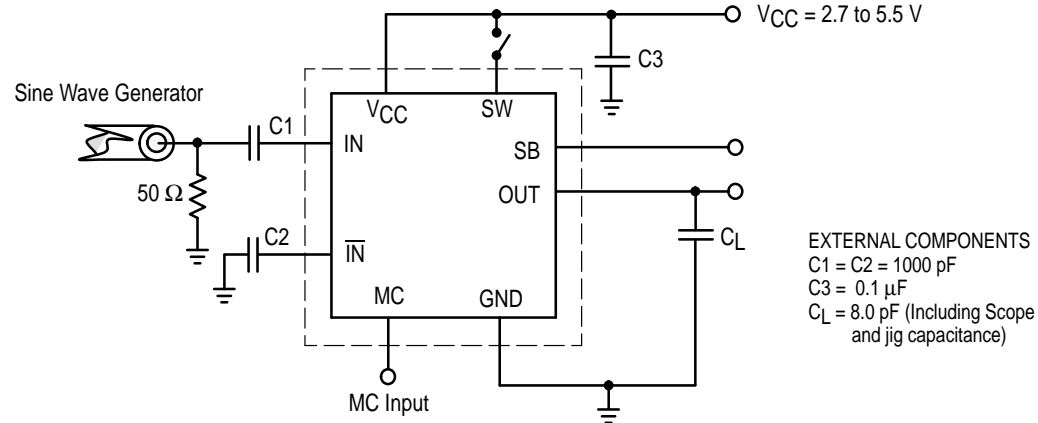 VCC = 2.7 to 5.5 V
C3
Sine Wave Generator
VCC
SW
C1
IN
SB
50 Ω
OUT
C2
IN
CL
MC
GND
MC Input
EXTERNAL COMPONENTS
C1 = C2 = 1000 pF
C3 = 0.1 µF
CL = 8.0 pF (Including Scope
and jig capacitance)